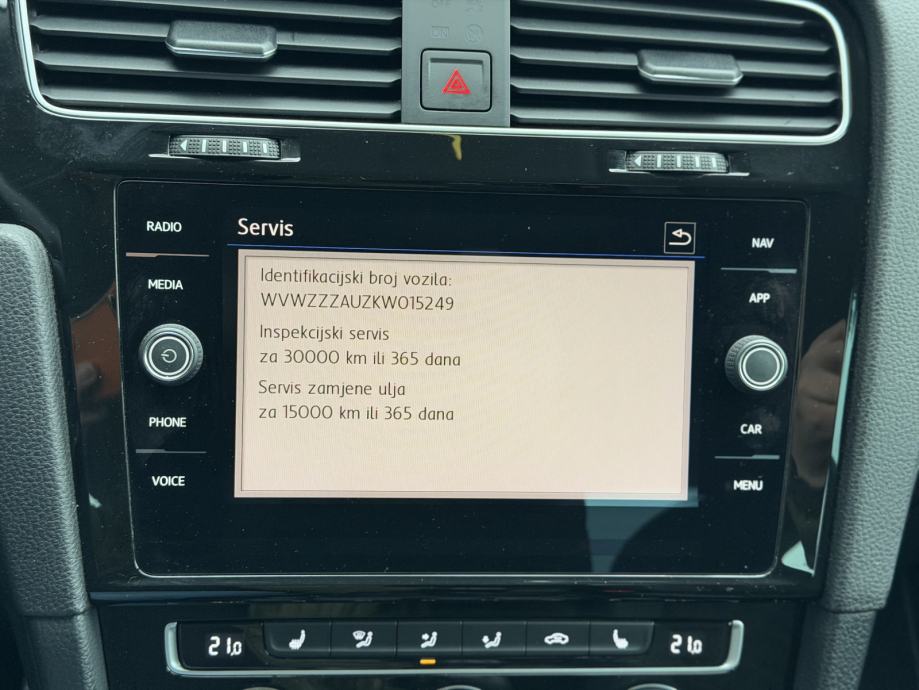 RADIO
MEDIA
PHONE
VOICE
Servis
Identifikacijski broj vozila:
WVWZZZAUZKW015249
Inspekcijski servis
za 30000 km ili 365 dana
Servis zamjene ulja
za 15000 km ili 365 dana
NAV
APP
CAR
MENU
21,0
21,0